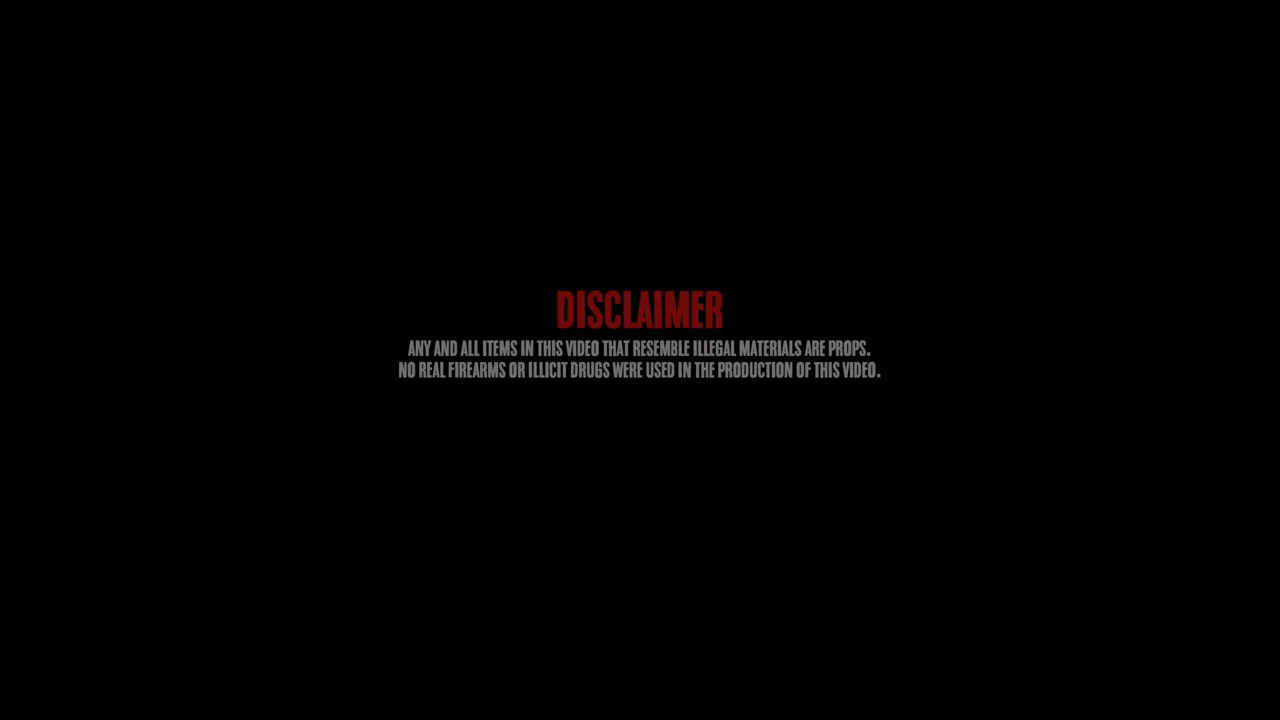 DISCLAIMER
ANY AND ALL ITEMS IN THIS VIDEO THAT RESEMBLE ILLEGAL MATERIALS ARE PROPS.
NO REAL FIREARMS OR ILLICIT DRUGS WERE USED IN THE PRODUCTION OF THIS VIDEO.